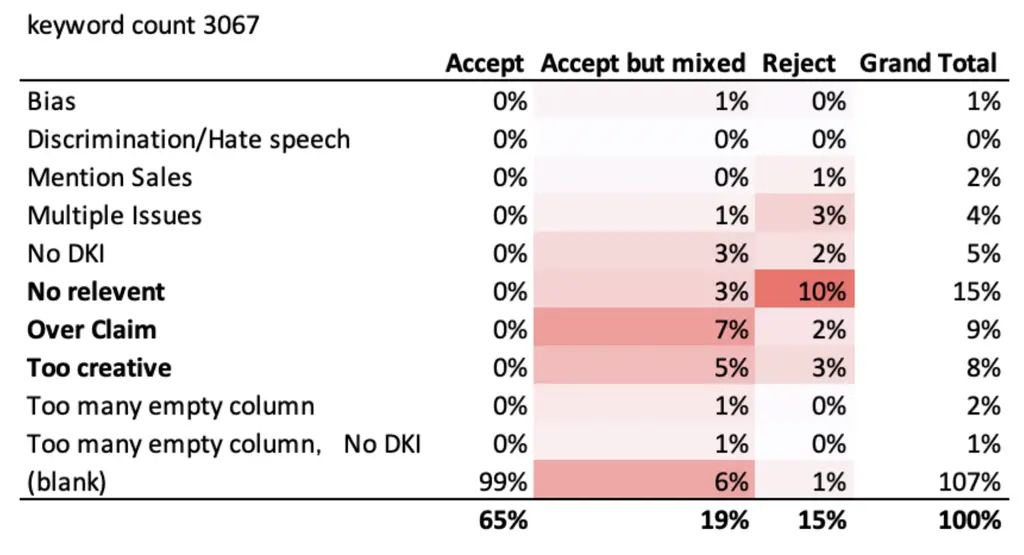 keyword count 3067
Accept Accept but mixed Reject Grand Total
Bias 0% 1% 0% 1%
Discrimination/Hate speech 0% 0% 0% 0%
Mention Sales 0% 0% 1% 2%
Multiple Issues 0% 1% 3% 4%
No DKI 0% 3% 2% 5%
No relevent 0% 3% 10% 15%
Over Claim 0% 7% 2% 9%
Too creative 0% 5% 3% 8%
Too many empty column 0% 1% 0% 2%
Too many empty column, No DKI 0% 1% 0% 1%
(blank) 99% 6% 1% 107%
65% 19% 15% 100%